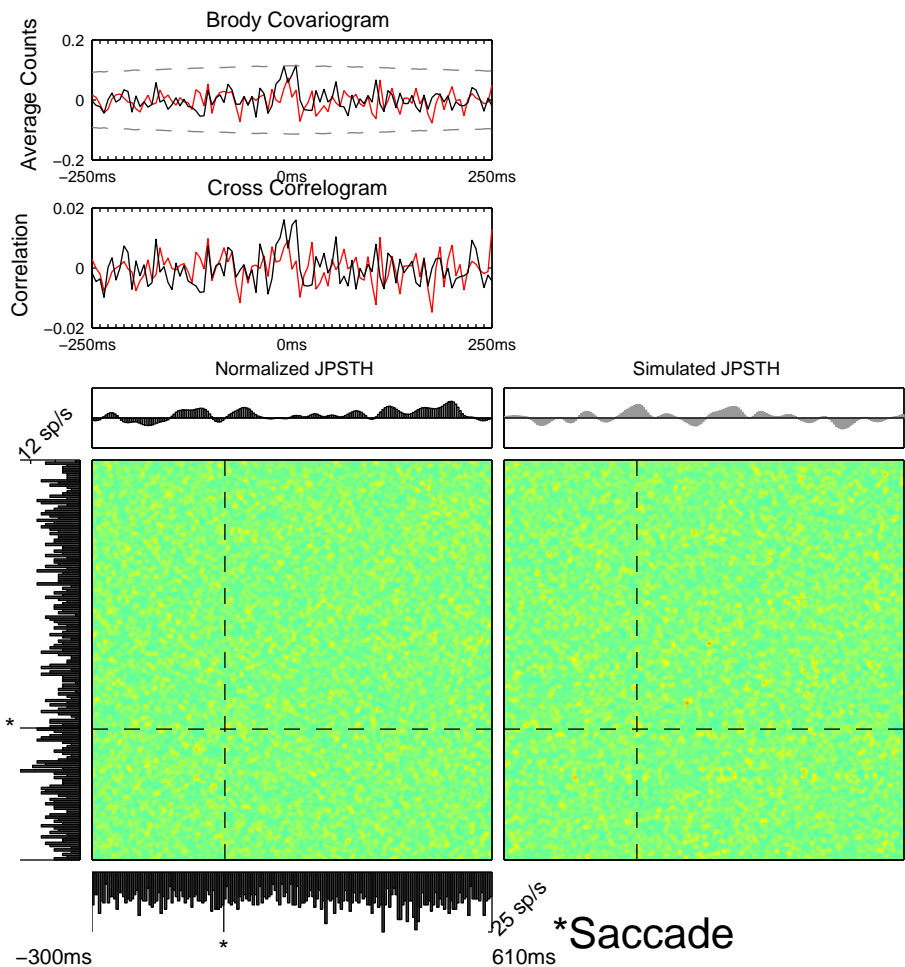 Brody Covariogram
0.2
0
−0.2
Average Counts
−250ms
0ms
250ms
Cross Correlogram
0.02
0
−0.02
Correlation
−250ms
0ms
250ms
Normalized JPSTH
Simulated JPSTH
12 sp/s
*
*
25 sp/s
*Saccade
−300ms
610ms